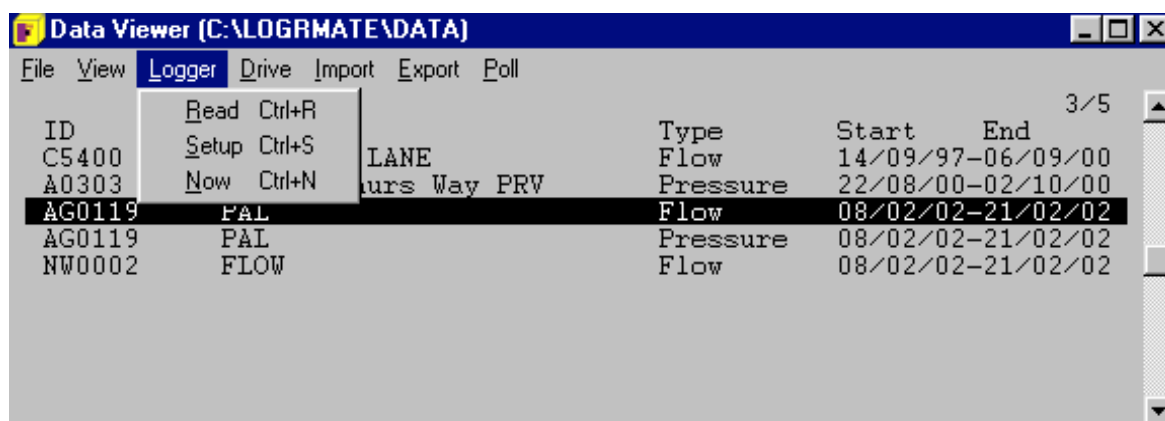 Data Viewer (C:\LOGRMATE\DATA)
File View Logger Drive Import Export Poll
Read Ctrl+R
Setup Ctrl+S
Now Ctrl+N
3/5
ID Type Start End
C5400 LANE Flow 14/09/97-06/09/00
A0303 Way PRV Pressure 22/08/00-02/10/00
AG0119 PAL Flow 08/02/02-21/02/02
AG0119 PAL Pressure 08/02/02-21/02/02
NW0002 FLOW Flow 08/02/02-21/02/02